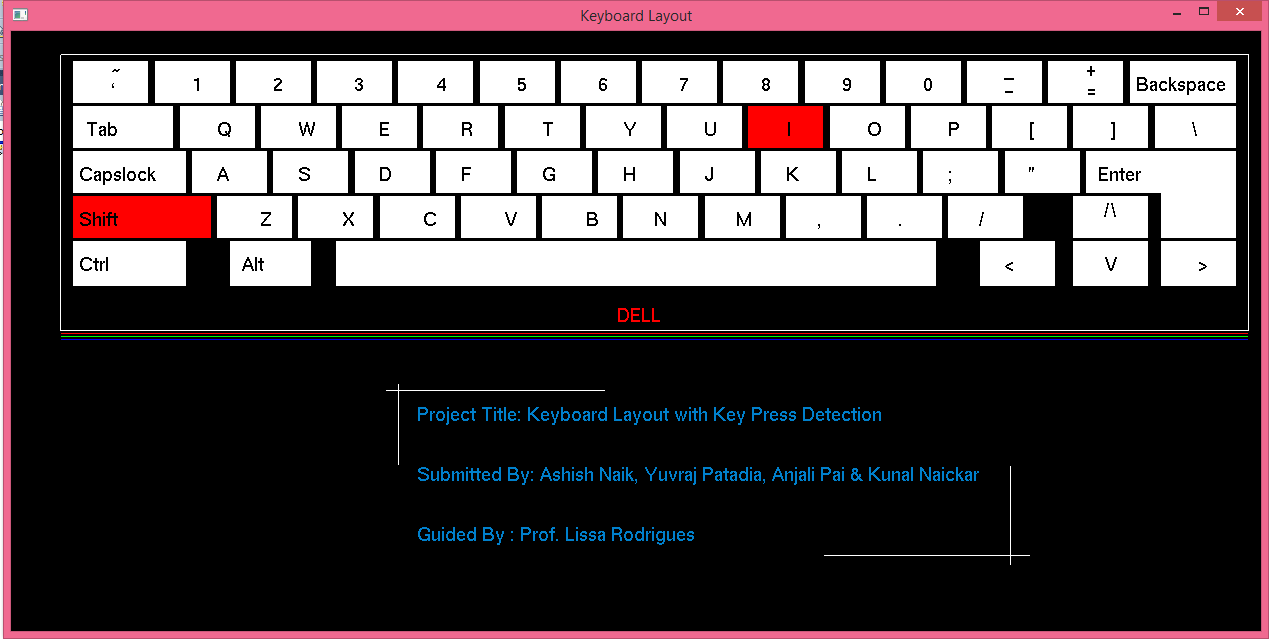 Keyboard Layout
~
‘ 1 2 3 4 5 6 7 8 9 0 _ - + = Backspace
Tab Q W E R T Y U I O P [ ] \
Capslock A S D F G H J K L ; " Enter
Shift Z X C V B N M , . / /\
Ctrl Alt < V >
DELL
Project Title: Keyboard Layout with Key Press Detection
Submitted By: Ashish Naik, Yuvraj Patadia, Anjali Pai & Kunal Naickar
Guided By : Prof. Lissa Rodrigues